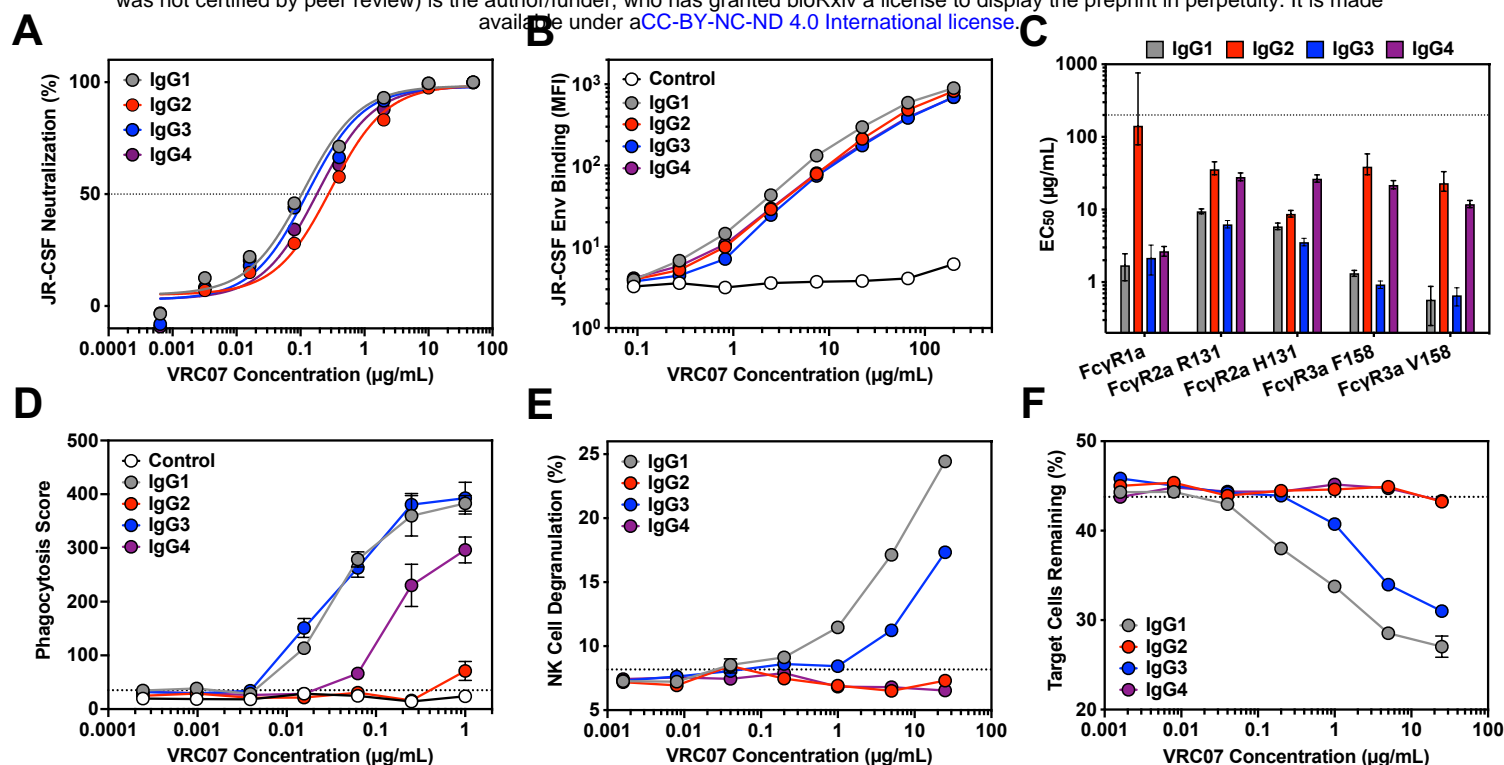 was not certified by peer review) is the author/funder, who has granted bioRxiv a license to display the preprint in perpetuity. It is made
available under aCC-BY-NC-ND 4.0 International license.
A
JR-CSF Neutralization (%)
100
50
0
IgG1
IgG2
IgG3
IgG4
0.0001 0.001 0.01 0.1 1 10 100
VRC07 Concentration (µg/mL)
B
JR-CSF Env Binding (MFI)
10³
10²
10¹
10⁰
Control
IgG1
IgG2
IgG3
IgG4
0.1 1 10 100
VRC07 Concentration (µg/mL)
C
IgG1 IgG2 IgG3 IgG4
EC₅₀ (µg/mL)
1000
100
10
1
FcγR1a
FcγR2a R131
FcγR2a H131
FcγR3a F158
FcγR3a V158
D
Phagocytosis Score
500
400
300
200
100
0
Control
IgG1
IgG2
IgG3
IgG4
0.001 0.01 0.1 1
VRC07 Concentration (µg/mL)
E
NK Cell Degranulation (%)
25
20
15
10
5
IgG1
IgG2
IgG3
IgG4
0.001 0.01 0.1 1 10 100
VRC07 Concentration (µg/mL)
F
Target Cells Remaining (%)
50
40
30
20
IgG1
IgG2
IgG3
IgG4
0.001 0.01 0.1 1 10 100
VRC07 Concentration (µg/mL)